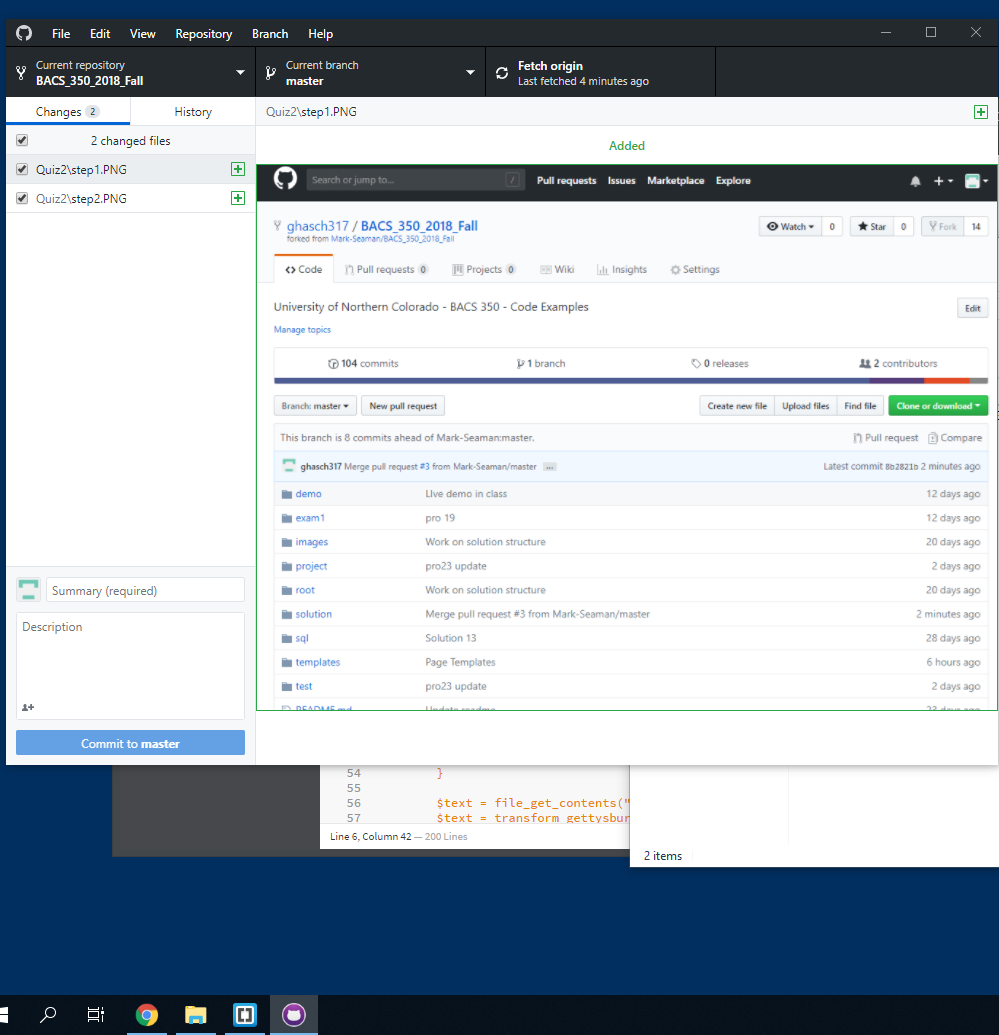 File Edit View Repository Branch Help
Current repository
BACS_350_2018_Fall
Current branch
master
Fetch origin
Last fetched 4 minutes ago
Changes 2 History
Quiz2\step1.PNG
2 changed files
Added
Quiz2\step1.PNG
Quiz2\step2.PNG
Search or jump to... /
Pull requests Issues Marketplace Explore
ghasch317 / BACS_350_2018_Fall
forked from Mark-Seaman/BACS_350_2018_Fall
Watch 0 Star 0 Fork 14
Code Pull requests 0 Projects 0 Wiki Insights Settings
University of Northern Colorado - BACS 350 - Code Examples
Edit
Manage topics
104 commits 1 branch 0 releases 2 contributors
Branch: master New pull request Create new file Upload files Find file Clone or download
This branch is 8 commits ahead of Mark-Seaman:master. Pull request Compare
ghasch317 Merge pull request #3 from Mark-Seaman/master ... Latest commit 8b2821b 2 minutes ago
demo LIve demo in class 12 days ago
exam1 pro 19 12 days ago
images Work on solution structure 20 days ago
project pro23 update 2 days ago
root Work on solution structure 20 days ago
solution Merge pull request #3 from Mark-Seaman/master 2 minutes ago
sql Solution 13 28 days ago
templates Page Templates 6 hours ago
test pro23 update 2 days ago
README.md Update readme 23 days ago
Summary (required)
Description
Commit to master
54 }
55
56 $text = file_get_contents("
57 $text = transform_gettysbur
Line 6, Column 42 — 200 Lines
2 items